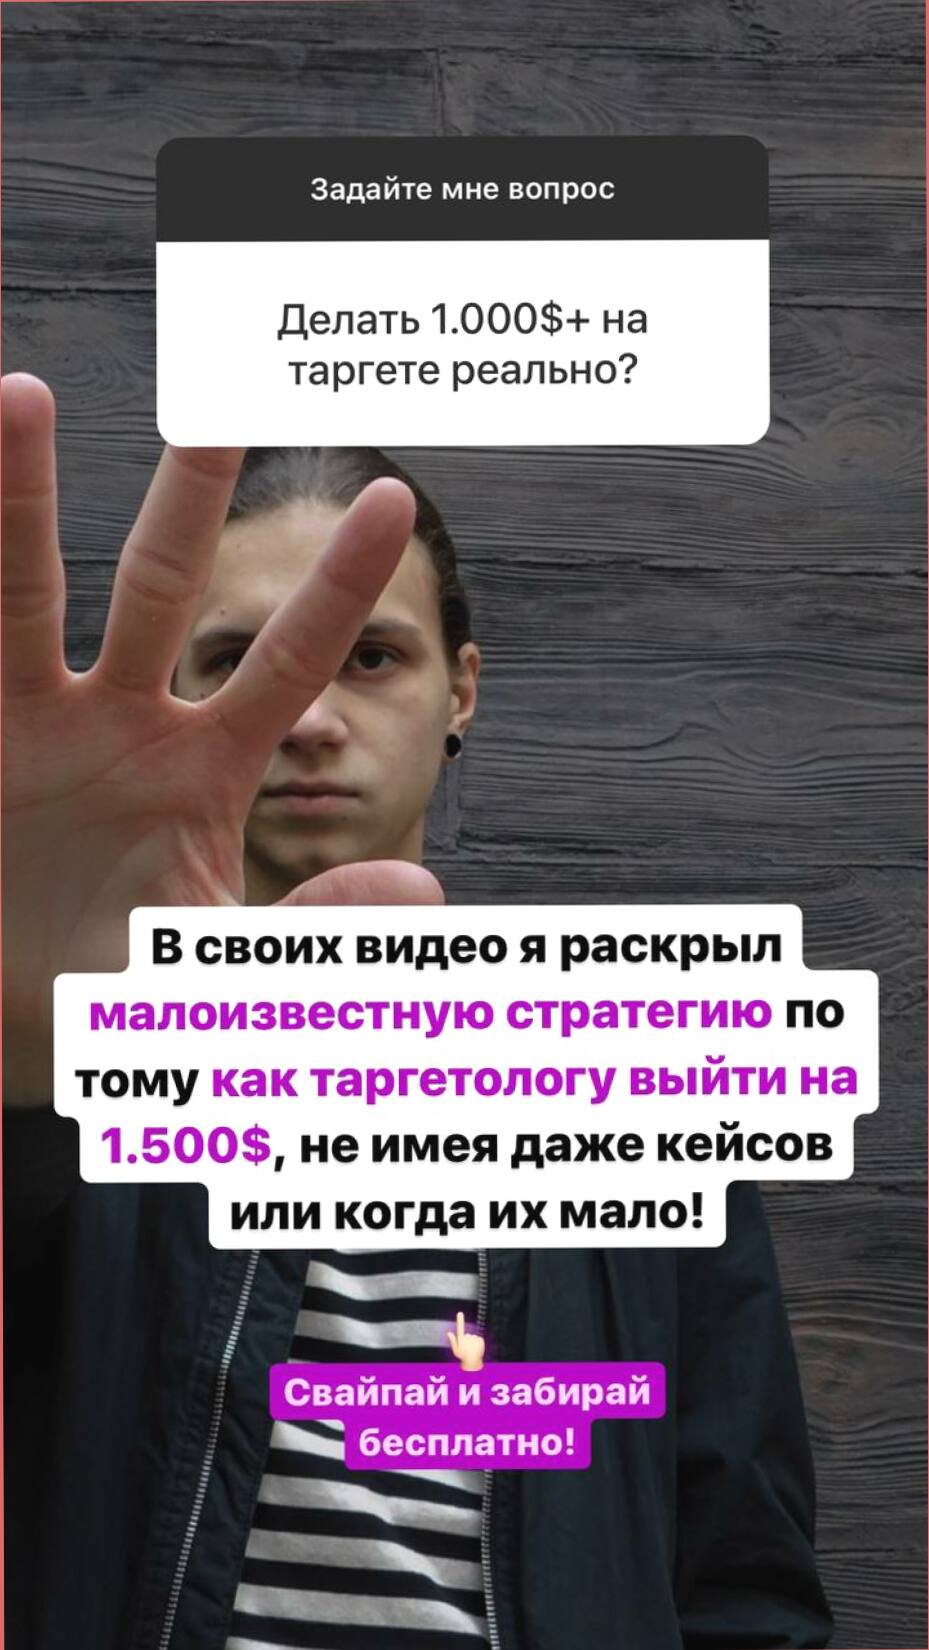 Задайте мне вопрос
Делать 1.000$+ на
таргете реально?
В своих видео я раскрыл
малоизвестную стратегию по
тому как таргетологу выйти на
1.500$, не имея даже кейсов
или когда их мало!
Свайпай и забирай
бесплатно!